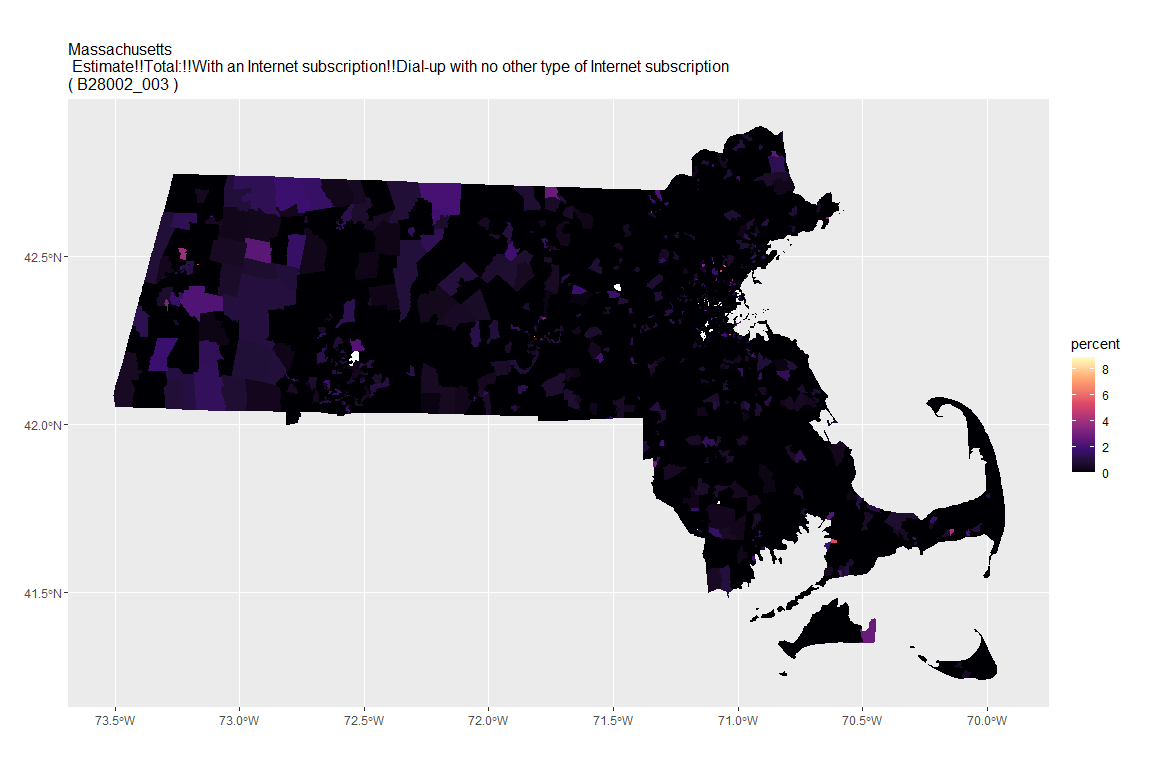 Massachusetts
Estimate!!Total:!!With an Internet subscription!!Dial-up with no other type of Internet subscription
( B28002_003 )
42.5°N
42.0°N
41.5°N
73.5°W
73.0°W
72.5°W
72.0°W
71.5°W
71.0°W
70.5°W
70.0°W
percent
8
6
4
2
0